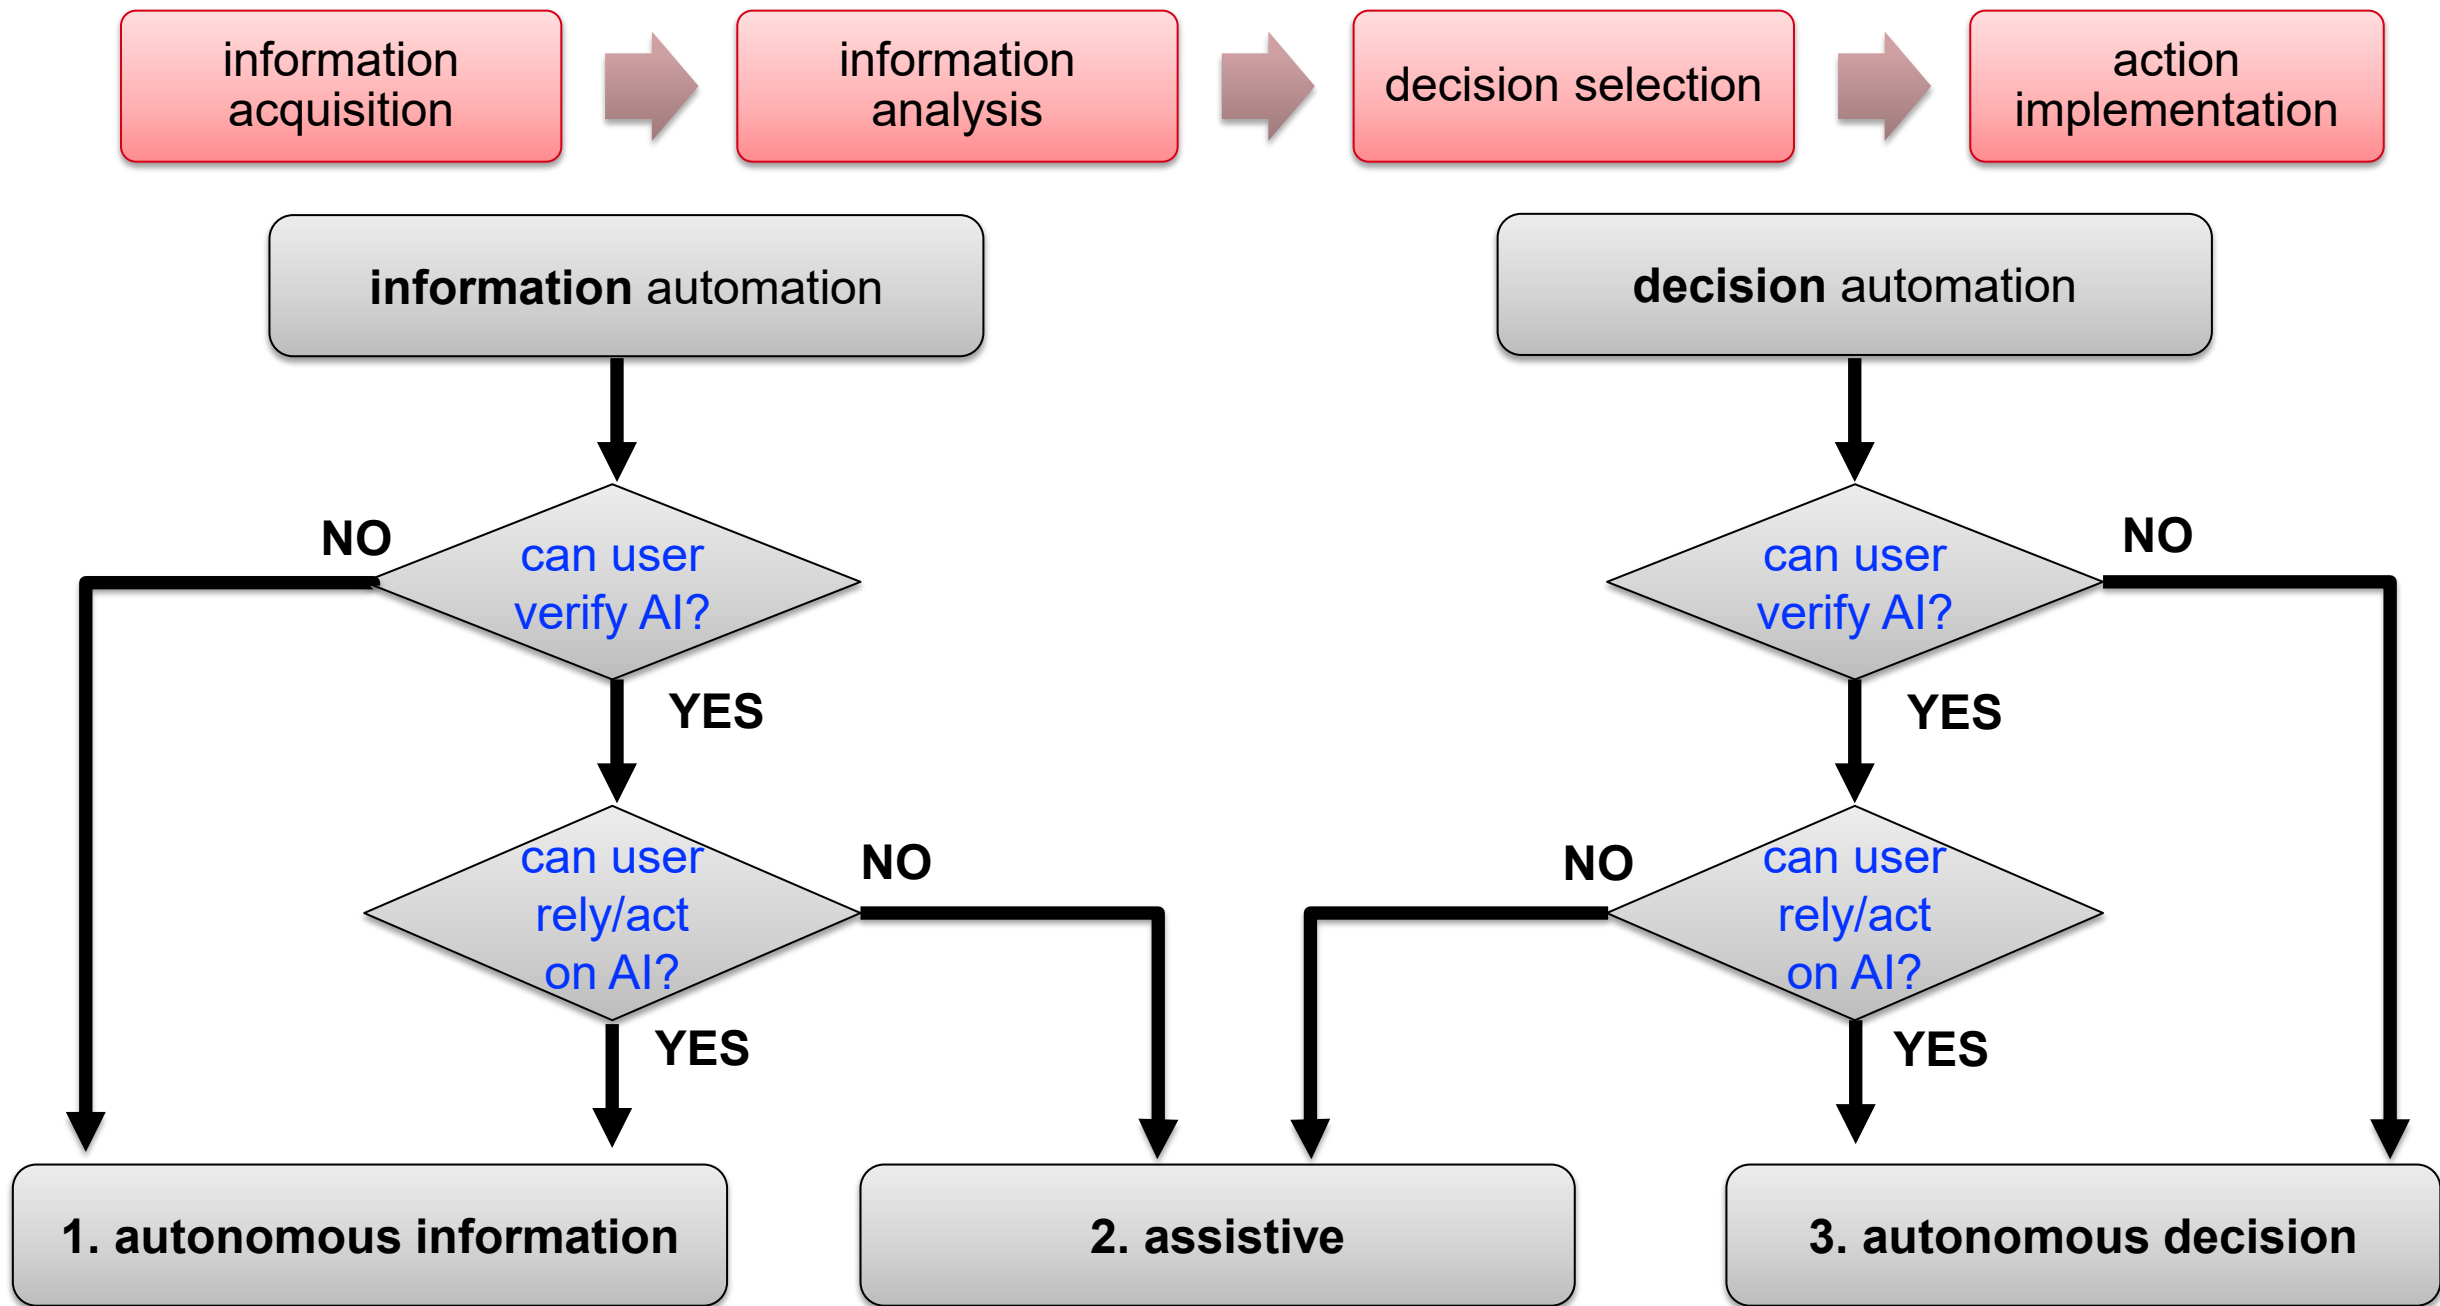 information
acquisition
information
analysis
decision selection
action
implementation
information automation
decision automation
NO
can user
verify AI?
YES
can user
verify AI?
NO
YES
can user
rely/act
on AI?
NO
YES
NO
can user
rely/act
on AI?
YES
1. autonomous information
2. assistive
3. autonomous decision